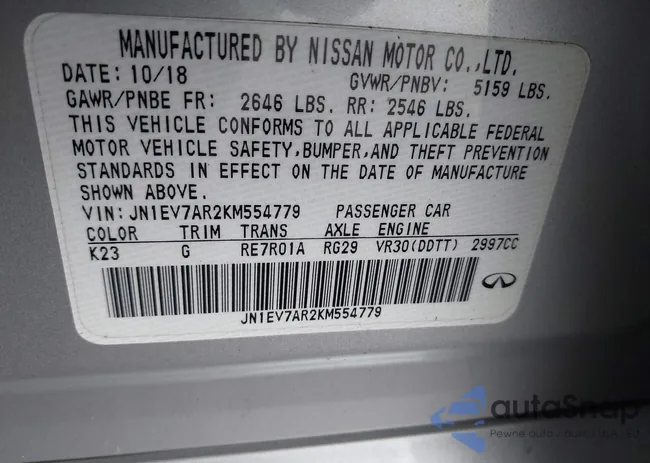 MANUFACTURED BY NISSAN MOTOR CO.,LTD.
DATE: 10/18 GVWR/PNBV: 5159 LBS.
GAWR/PNBE FR: 2646 LBS. RR: 2546 LBS.
THIS VEHICLE CONFORMS TO ALL APPLICABLE FEDERAL
MOTOR VEHICLE SAFETY,BUMPER,AND THEFT PREVENTION
STANDARDS IN EFFECT ON THE DATE OF MANUFACTURE
SHOWN ABOVE.
VIN: JN1EV7AR2KM554779 PASSENGER CAR
COLOR TRIM TRANS AXLE ENGINE
K23 G RE7R01A RG29 VR30(DDTT) 2997CC
JN1EV7AR2KM554779
autoSnap
Pewne auta